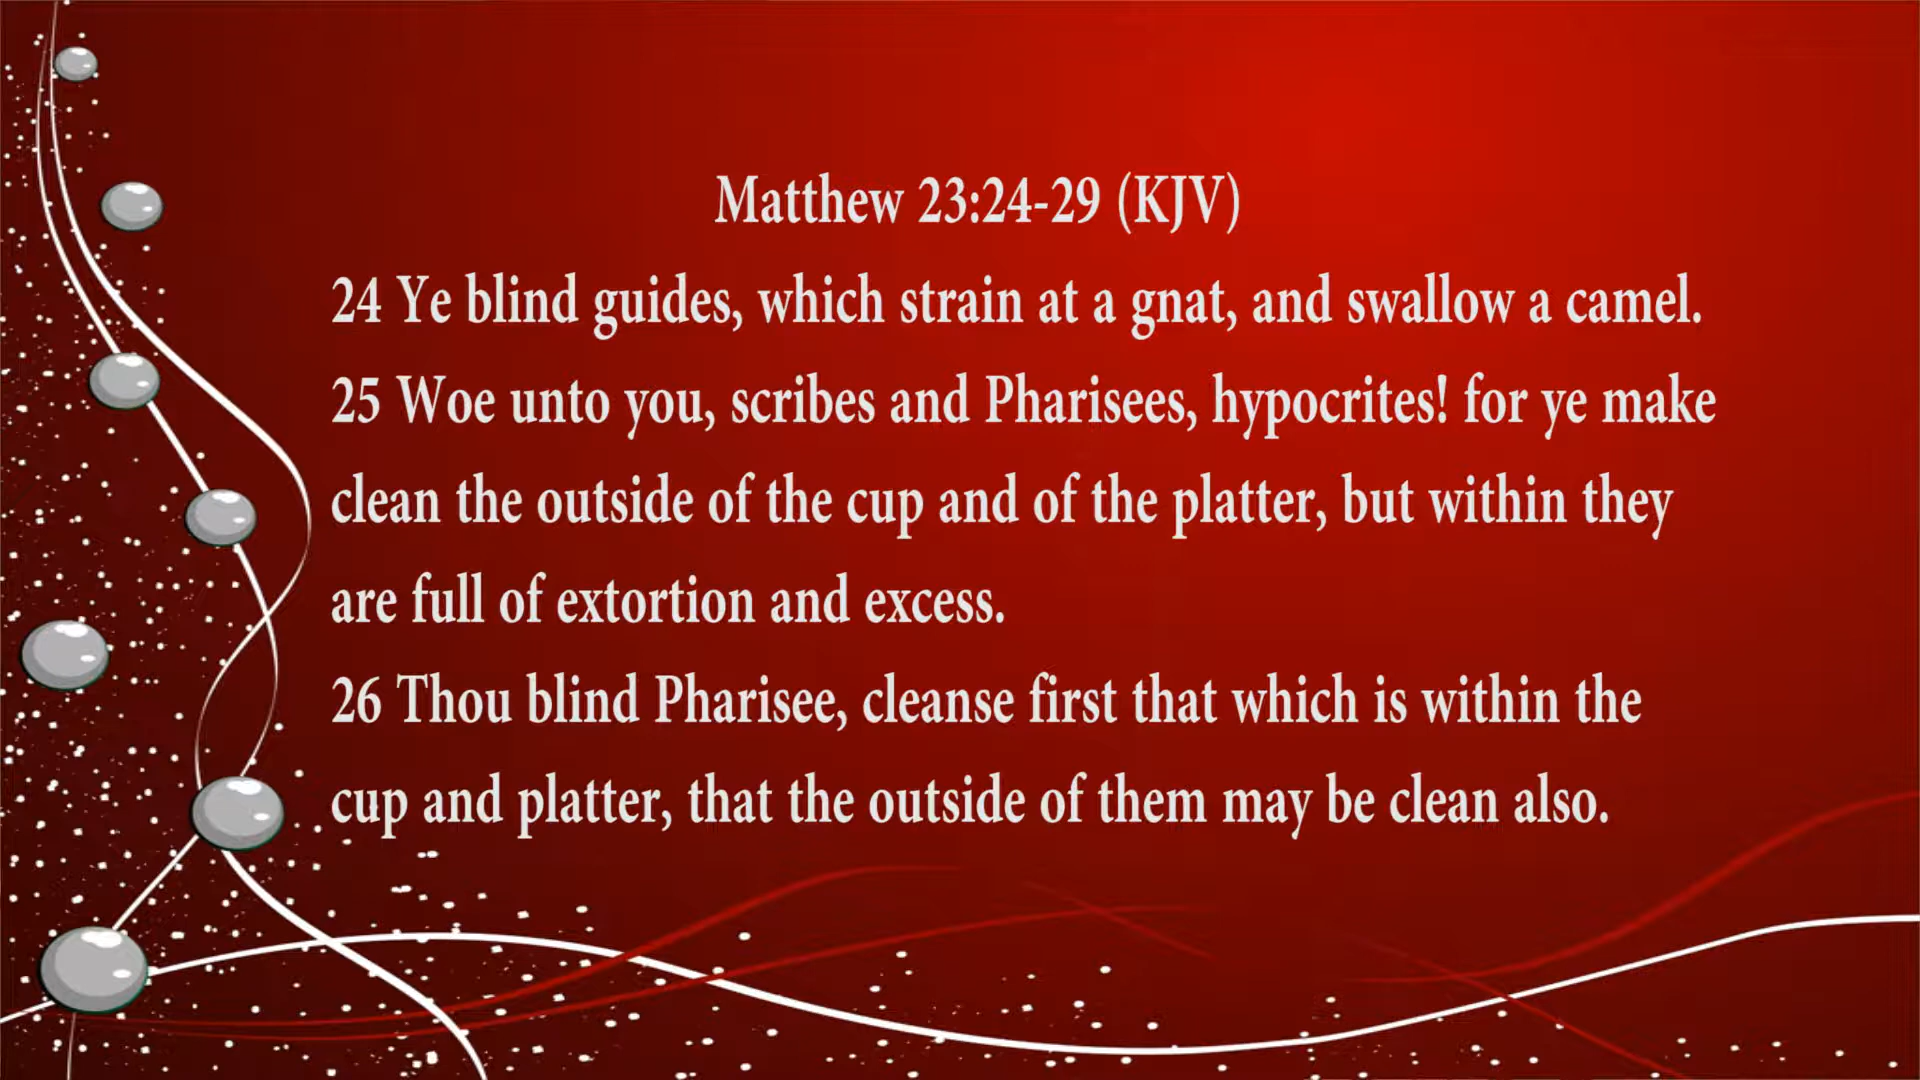 Matthew 23:24-29 (KJV)
24 Ye blind guides, which strain at a gnat, and swallow a camel.
25 Woe unto you, scribes and Pharisees, hypocrites! for ye make
clean the outside of the cup and of the platter, but within they
are full of extortion and excess.
26 Thou blind Pharisee, cleanse first that which is within the
cup and platter, that the outside of them may be clean also.